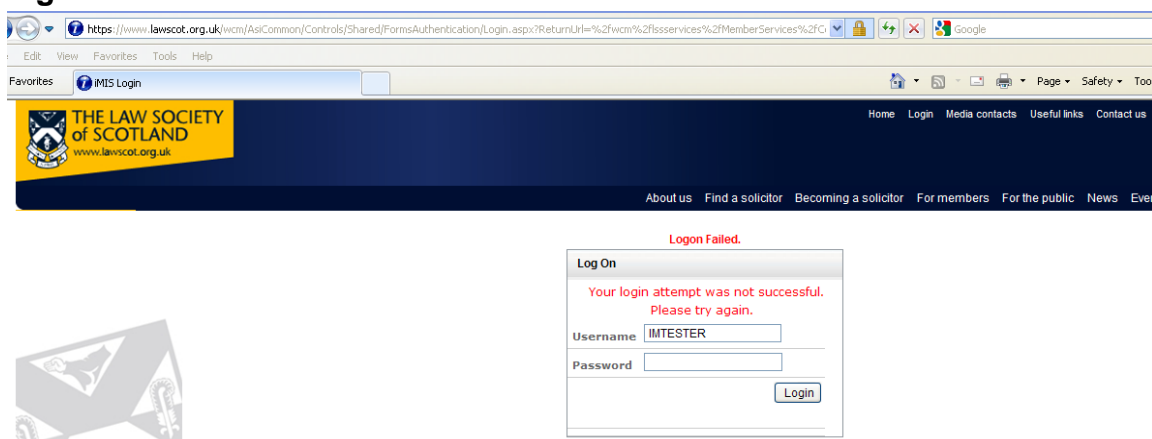 https://www.lawscot.org.uk/wcm/AsiCommon/Controls/Shared/FormsAuthentication/Login.aspx?ReturnUrl=%2fwcm%2flssservices%2fMemberServices%2fC
Google
Edit View Favorites Tools Help
Favorites iMIS Login Page Safety Too
THE LAW SOCIETY
of SCOTLAND
www.lawscot.org.uk
Home Login Media contacts Useful links Contact us
About us Find a solicitor Becoming a solicitor For members For the public News Eve
Logon Failed.
Log On
Your login attempt was not successful.
Please try again.
Username IMTESTER
Password
Login